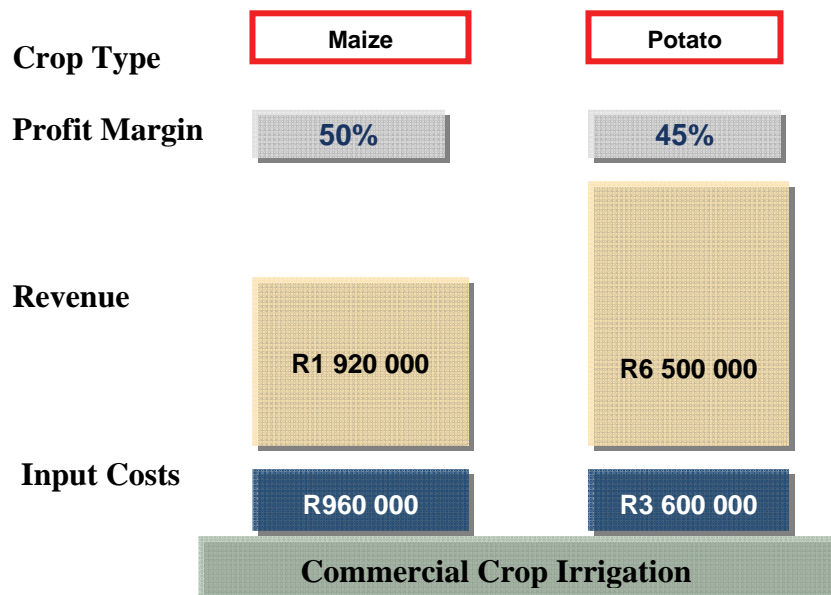 Maize
Potato
Crop Type
Profit Margin
50%
45%
Revenue
R1 920 000
R6 500 000
Input Costs
R960 000
R3 600 000
Commercial Crop Irrigation